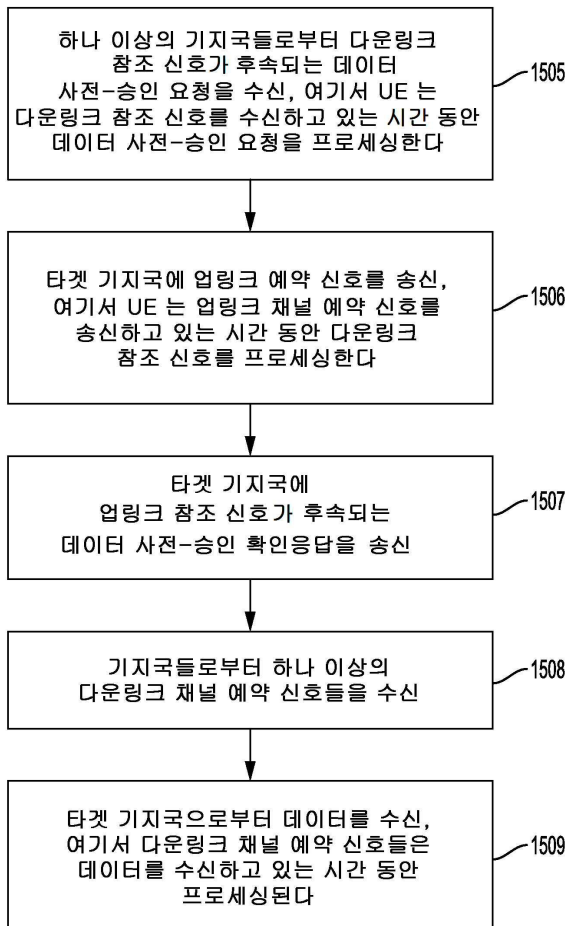 하나 이상의 기지국들로부터 다운링크
참조 신호가 후속되는 데이터
사전-승인 요청을 수신, 여기서 UE 는
다운링크 참조 신호를 수신하고 있는 시간 동안
데이터 사전-승인 요청을 프로세싱한다
1505
타겟 기지국에 업링크 예약 신호를 송신,
여기서 UE 는 업링크 채널 예약 신호를
송신하고 있는 시간 동안 다운링크
참조 신호를 프로세싱한다
1506
타겟 기지국에
업링크 참조 신호가 후속되는
데이터 사전-승인 확인응답을 송신
1507
기지국들로부터 하나 이상의
다운링크 채널 예약 신호들을 수신
1508
타겟 기지국으로부터 데이터를 수신,
여기서 다운링크 채널 예약 신호들은
데이터를 수신하고 있는 시간 동안
프로세싱된다
1509